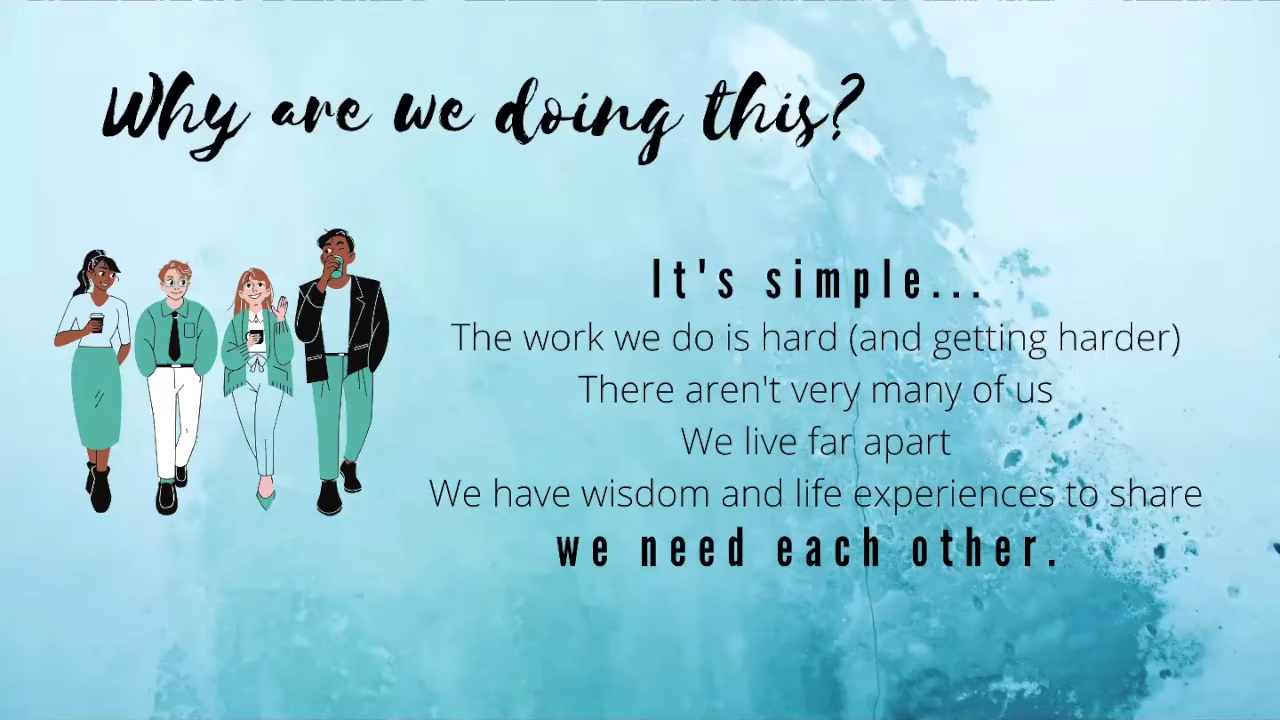 Why are we doing this?
It's simple...
The work we do is hard (and getting harder)
There aren't very many of us
We live far apart
We have wisdom and life experiences to share
we need each other.